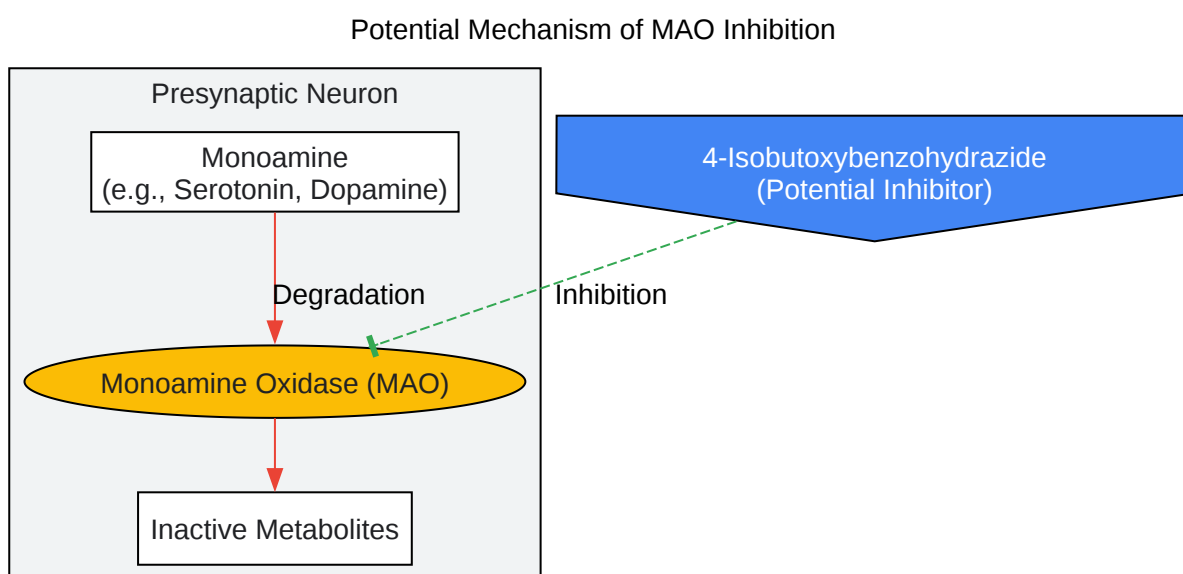 Potential Mechanism of MAO Inhibition
Presynaptic Neuron
Monoamine
(e.g., Serotonin, Dopamine)
4-Isobutoxybenzohydrazide
(Potential Inhibitor)
Degradation
Inhibition
Monoamine Oxidase (MAO)
Inactive Metabolites